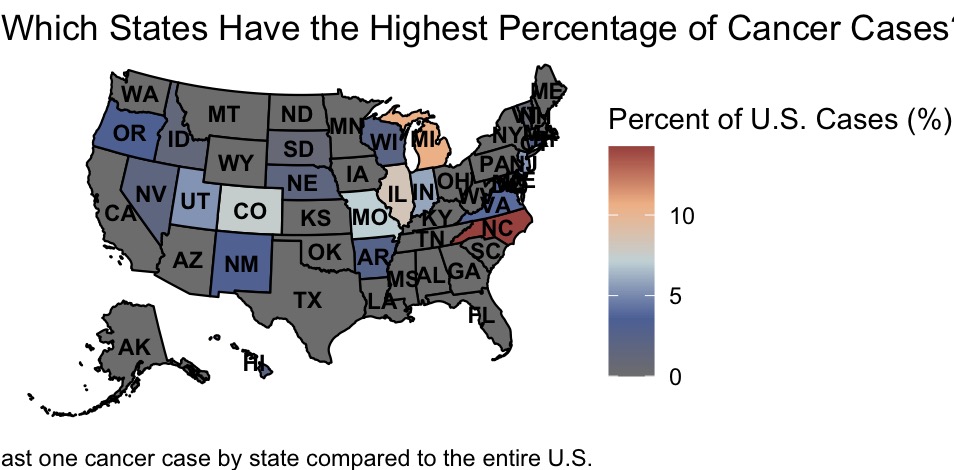 Which States Have the Highest Percentage of Cancer Cases?
WA
MT
ND
MN
ME
OR
ID
SD
WI
MI
NY
WY
IA
PA
NJ
NE
OH
NV
UT
CO
IL
IN
WV
VA
CA
KS
MO
KY
NC
TN
AZ
NM
OK
AR
SC
MS
AL
GA
TX
LA
FL
AK
HI
Percent of U.S. Cases (%)
10
5
0
ast one cancer case by state compared to the entire U.S.